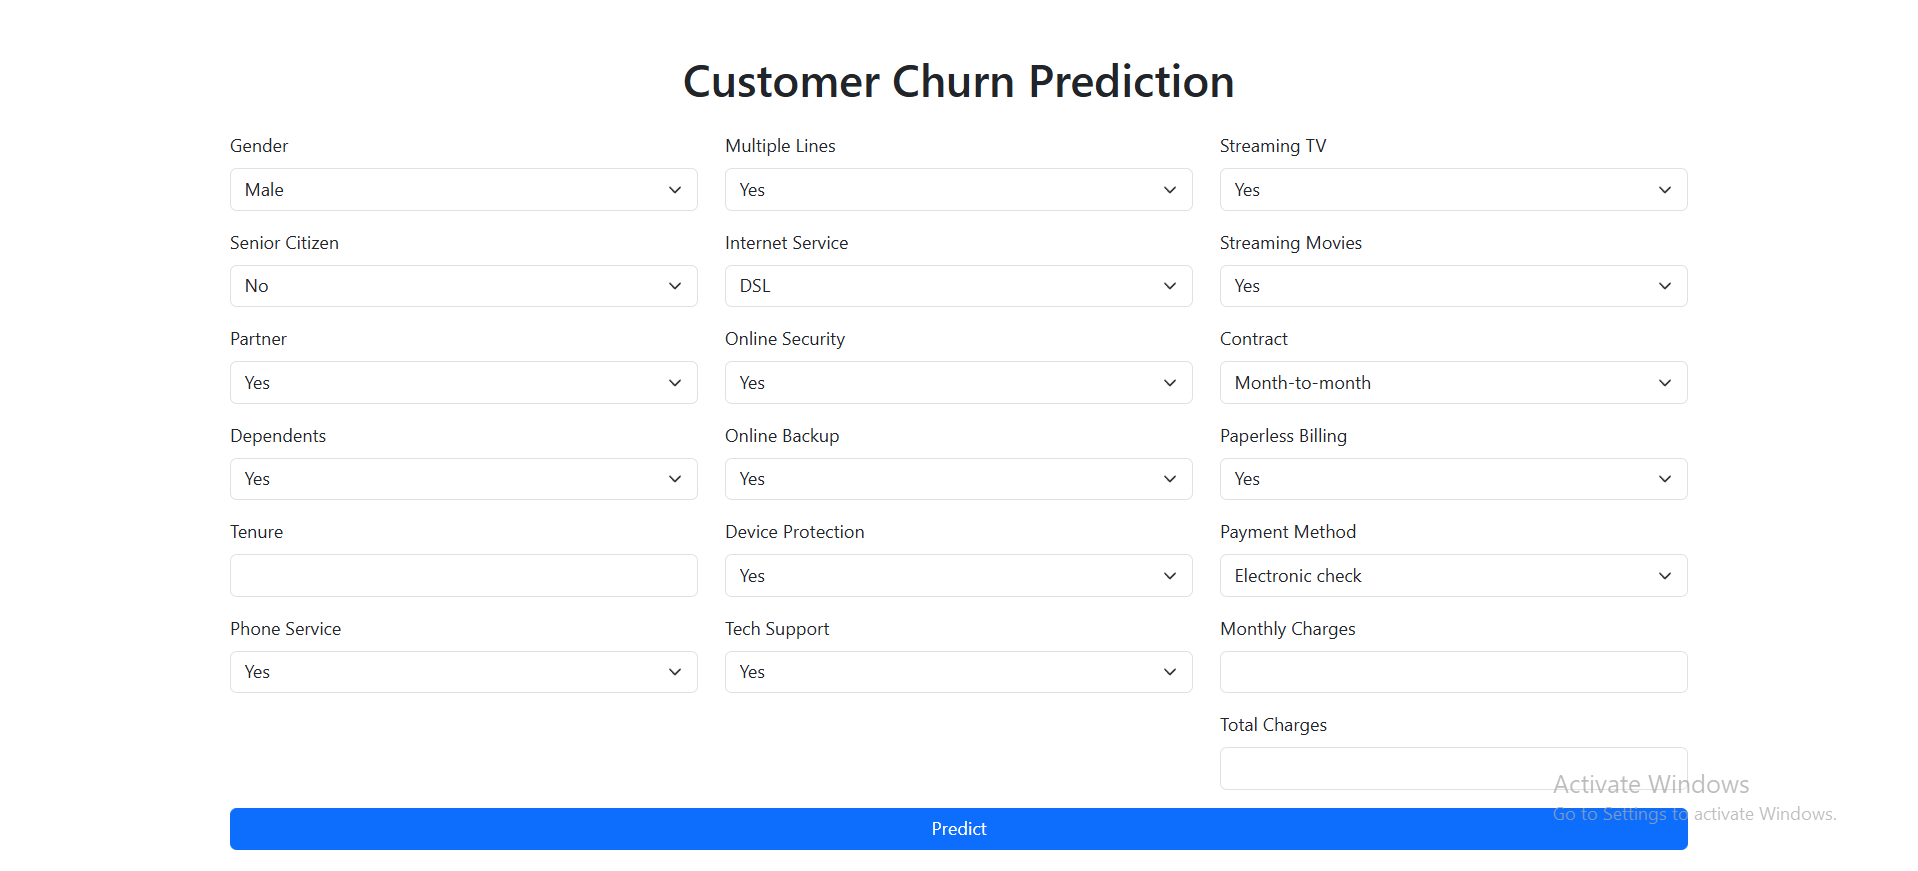 Customer Churn Prediction
Gender
Male
Senior Citizen
No
Partner
Yes
Dependents
Yes
Tenure
Phone Service
Yes
Multiple Lines
Yes
Internet Service
DSL
Online Security
Yes
Online Backup
Yes
Device Protection
Yes
Tech Support
Yes
Streaming TV
Yes
Streaming Movies
Yes
Contract
Month-to-month
Paperless Billing
Yes
Payment Method
Electronic check
Monthly Charges
Total Charges
Predict
Activate Windows
Go to Settings to activate Windows.